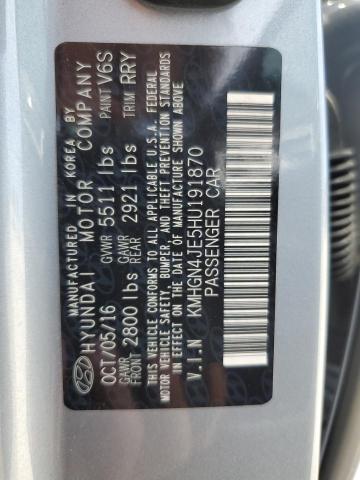 MANUFACTURED IN KOREA BY
HYUNDAI MOTOR COMPANY
OCT/05/16 GVWR 5511 lbs PAINT V6S
GAWR FRONT 2800 lbs GAWR REAR 2921 lbs TRIM RRY
THIS VEHICLE CONFORMS TO ALL APPLICABLE U.S.A. FEDERAL
MOTOR VEHICLE SAFETY, BUMPER, AND THEFT PREVENTION STANDARDS
IN EFFECT ON THE DATE OF MANUFACTURE SHOWN ABOVE.
V.I.N KMHGN4JE5HU191870
PASSENGER CAR